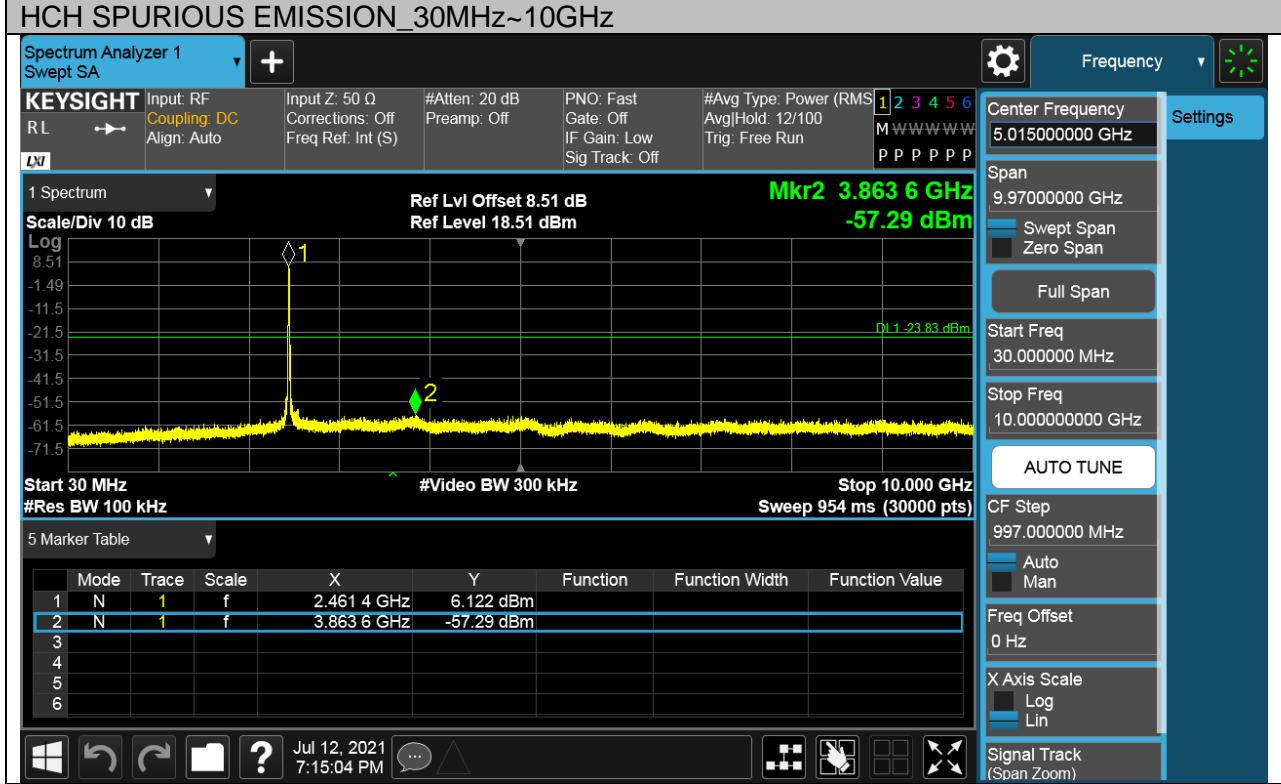 HCH SPURIOUS EMISSION_30MHz~10GHz
Spectrum Analyzer 1
Swept SA
Frequency
KEYSIGHT
RL
LXI
Input: RF
Coupling: DC
Align: Auto
Input Z: 50 Ω
Corrections: Off
Freq Ref: Int (S)
#Atten: 20 dB
Preamp: Off
PNO: Fast
Gate: Off
IF Gain: Low
Sig Track: Off
#Avg Type: Power (RMS
Avg|Hold: 12/100
Trig: Free Run
1 2 3 4 5 6
M W W W W W
P P P P P P
1 Spectrum
Scale/Div 10 dB
Ref Lvl Offset 8.51 dB
Ref Level 18.51 dBm
Mkr2 3.863 6 GHz
-57.29 dBm
Log
8.51
-1.49
-11.5
-21.5
-31.5
-41.5
-51.5
-61.5
-71.5
1
2
DL1 -23.83 dBm
Start 30 MHz
#Res BW 100 kHz
#Video BW 300 kHz
Stop 10.000 GHz
Sweep 954 ms (30000 pts)
5 Marker Table
Mode Trace Scale X Y Function Function Width Function Value
1 N 1 f 2.461 4 GHz 6.122 dBm
2 N 1 f 3.863 6 GHz -57.29 dBm
3
4
5
6
Jul 12, 2021
7:15:04 PM
Center Frequency
5.015000000 GHz
Settings
Span
9.97000000 GHz
Swept Span
Zero Span
Full Span
Start Freq
30.000000 MHz
Stop Freq
10.000000000 GHz
AUTO TUNE
CF Step
997.000000 MHz
Auto
Man
Freq Offset
0 Hz
X Axis Scale
Log
Lin
Signal Track
(Span Zoom)